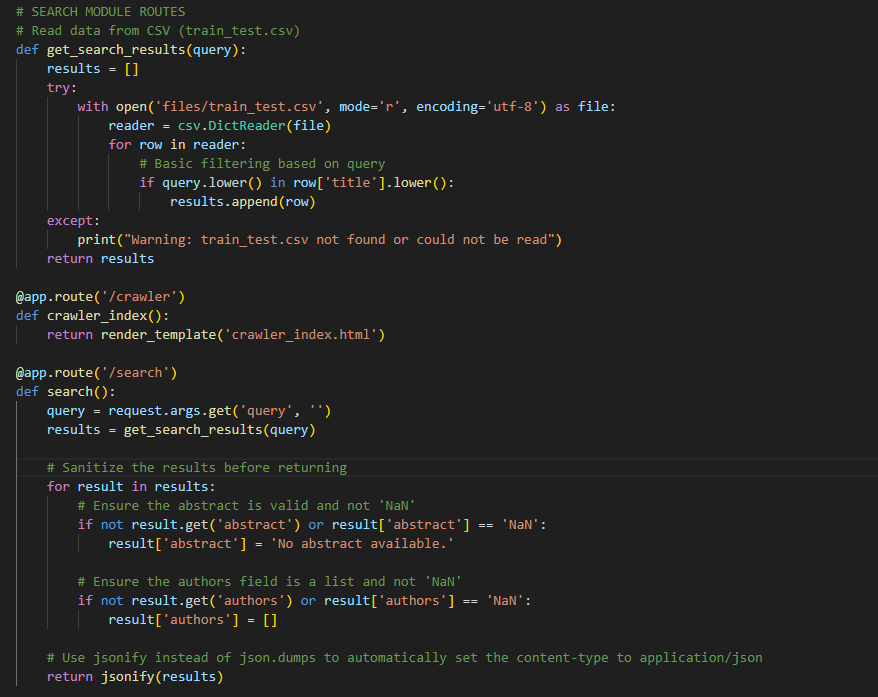 # SEARCH MODULE ROUTES
# Read data from CSV (train_test.csv)
def get_search_results(query):
    results = []
    try:
        with open('files/train_test.csv', mode='r', encoding='utf-8') as file:
            reader = csv.DictReader(file)
            for row in reader:
                # Basic filtering based on query
                if query.lower() in row['title'].lower():
                    results.append(row)
    except:
        print("Warning: train_test.csv not found or could not be read")
    return results

@app.route('/crawler')
def crawler_index():
    return render_template('crawler_index.html')

@app.route('/search')
def search():
    query = request.args.get('query', '')
    results = get_search_results(query)

    # Sanitize the results before returning
    for result in results:
        # Ensure the abstract is valid and not 'NaN'
        if not result.get('abstract') or result['abstract'] == 'NaN':
            result['abstract'] = 'No abstract available.'

        # Ensure the authors field is a list and not 'NaN'
        if not result.get('authors') or result['authors'] == 'NaN':
            result['authors'] = []

    # Use jsonify instead of json.dumps to automatically set the content-type to application/json
    return jsonify(results)